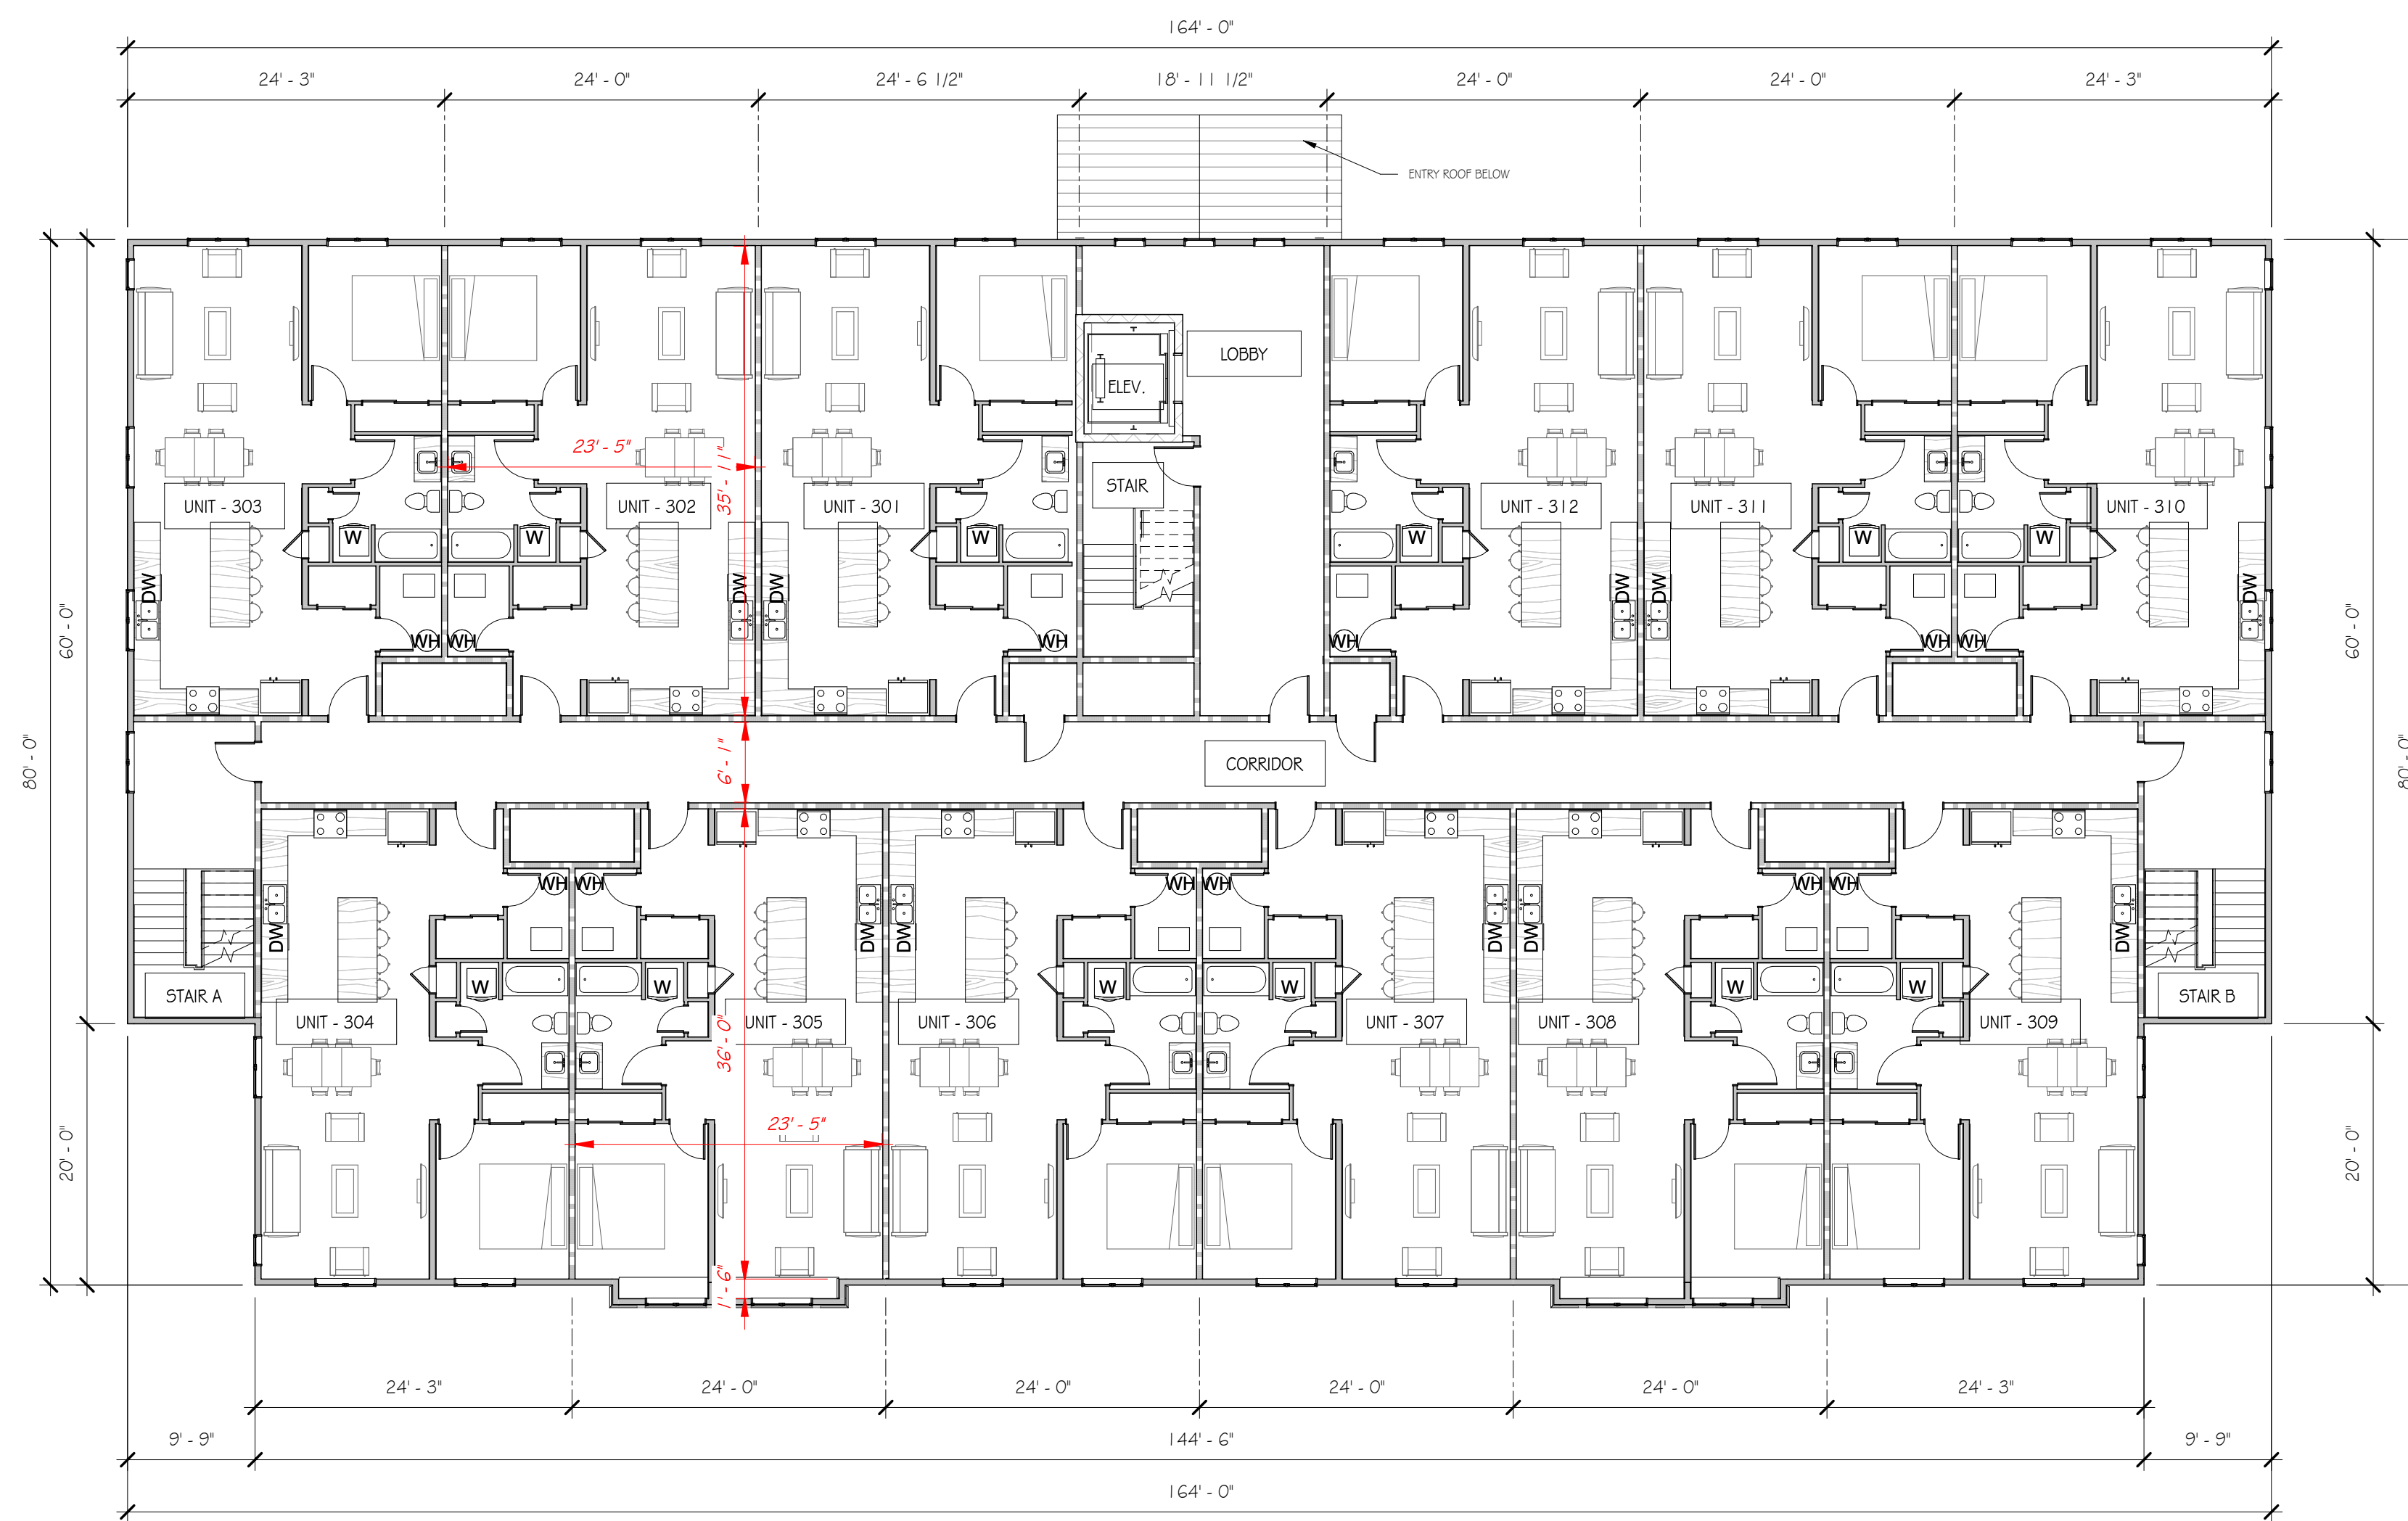 164' - 0"
24' - 3"
24' - 0"
24' - 6 1/2"
18' - 11 1/2"
24' - 0"
24' - 0"
24' - 3"
ENTRY ROOF BELOW
LOBBY
ELEV.
23' - 5"
35' - 11"
STAIR
UNIT - 303
UNIT - 302
UNIT - 301
UNIT - 312
UNIT - 311
UNIT - 310
W
W
W
W
W
W
DW
DW
DW
DW
DW
DW
60' - 0"
60' - 0"
WH
WH
WH
WH
WH
WH
80' - 0"
6' - 1"
CORRIDOR
80' - 0"
WH
WH
WH
WH
WH
WH
DW
DW
DW
DW
DW
DW
W
W
W
W
W
W
STAIR A
STAIR B
UNIT - 304
36' - 0"
UNIT - 305
UNIT - 306
UNIT - 307
UNIT - 308
UNIT - 309
23' - 5"
20' - 0"
20' - 0"
1' - 6"
24' - 3"
24' - 0"
24' - 0"
24' - 0"
24' - 0"
24' - 3"
9' - 9"
144' - 6"
9' - 9"
164' - 0"